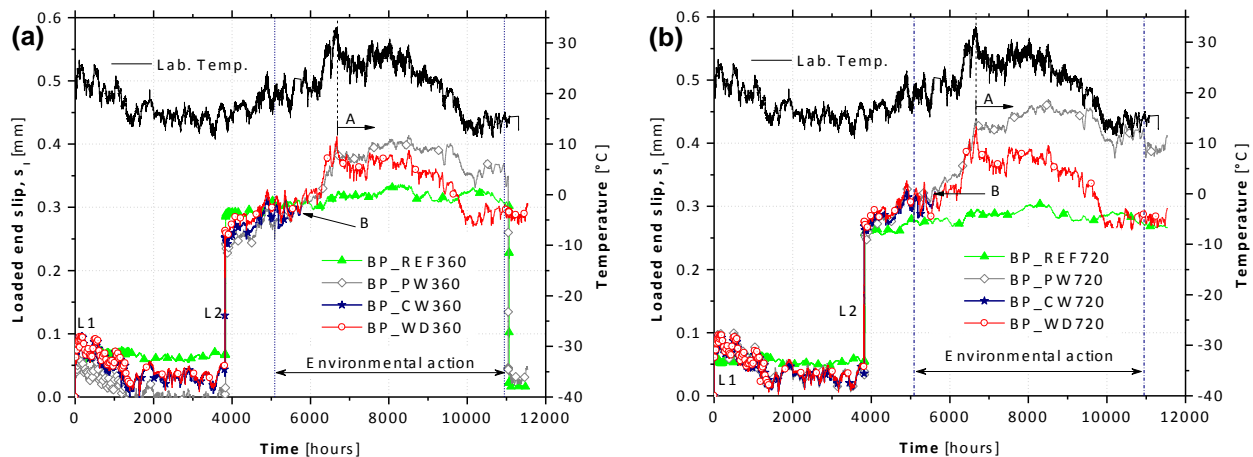 (a)
0.6
0.5
0.4
0.3
0.2
0.1
0.0
Loaded end slip, s_l [mm]
30
20
10
0
-10
-20
-30
-40
Temperature [°C]
0 2000 4000 6000 8000 10000 12000
Time [hours]
Lab. Temp.
A
B
L1
L2
BP_REF360
BP_PW360
BP_CW360
BP_WD360
Environmental action
(b)
0.6
0.5
0.4
0.3
0.2
0.1
0.0
Loaded end slip, s_l [mm]
30
20
10
0
-10
-20
-30
-40
Temperature [°C]
0 2000 4000 6000 8000 10000 12000
Time [hours]
Lab. Temp.
A
B
L1
L2
BP_REF720
BP_PW720
BP_CW720
BP_WD720
Environmental action